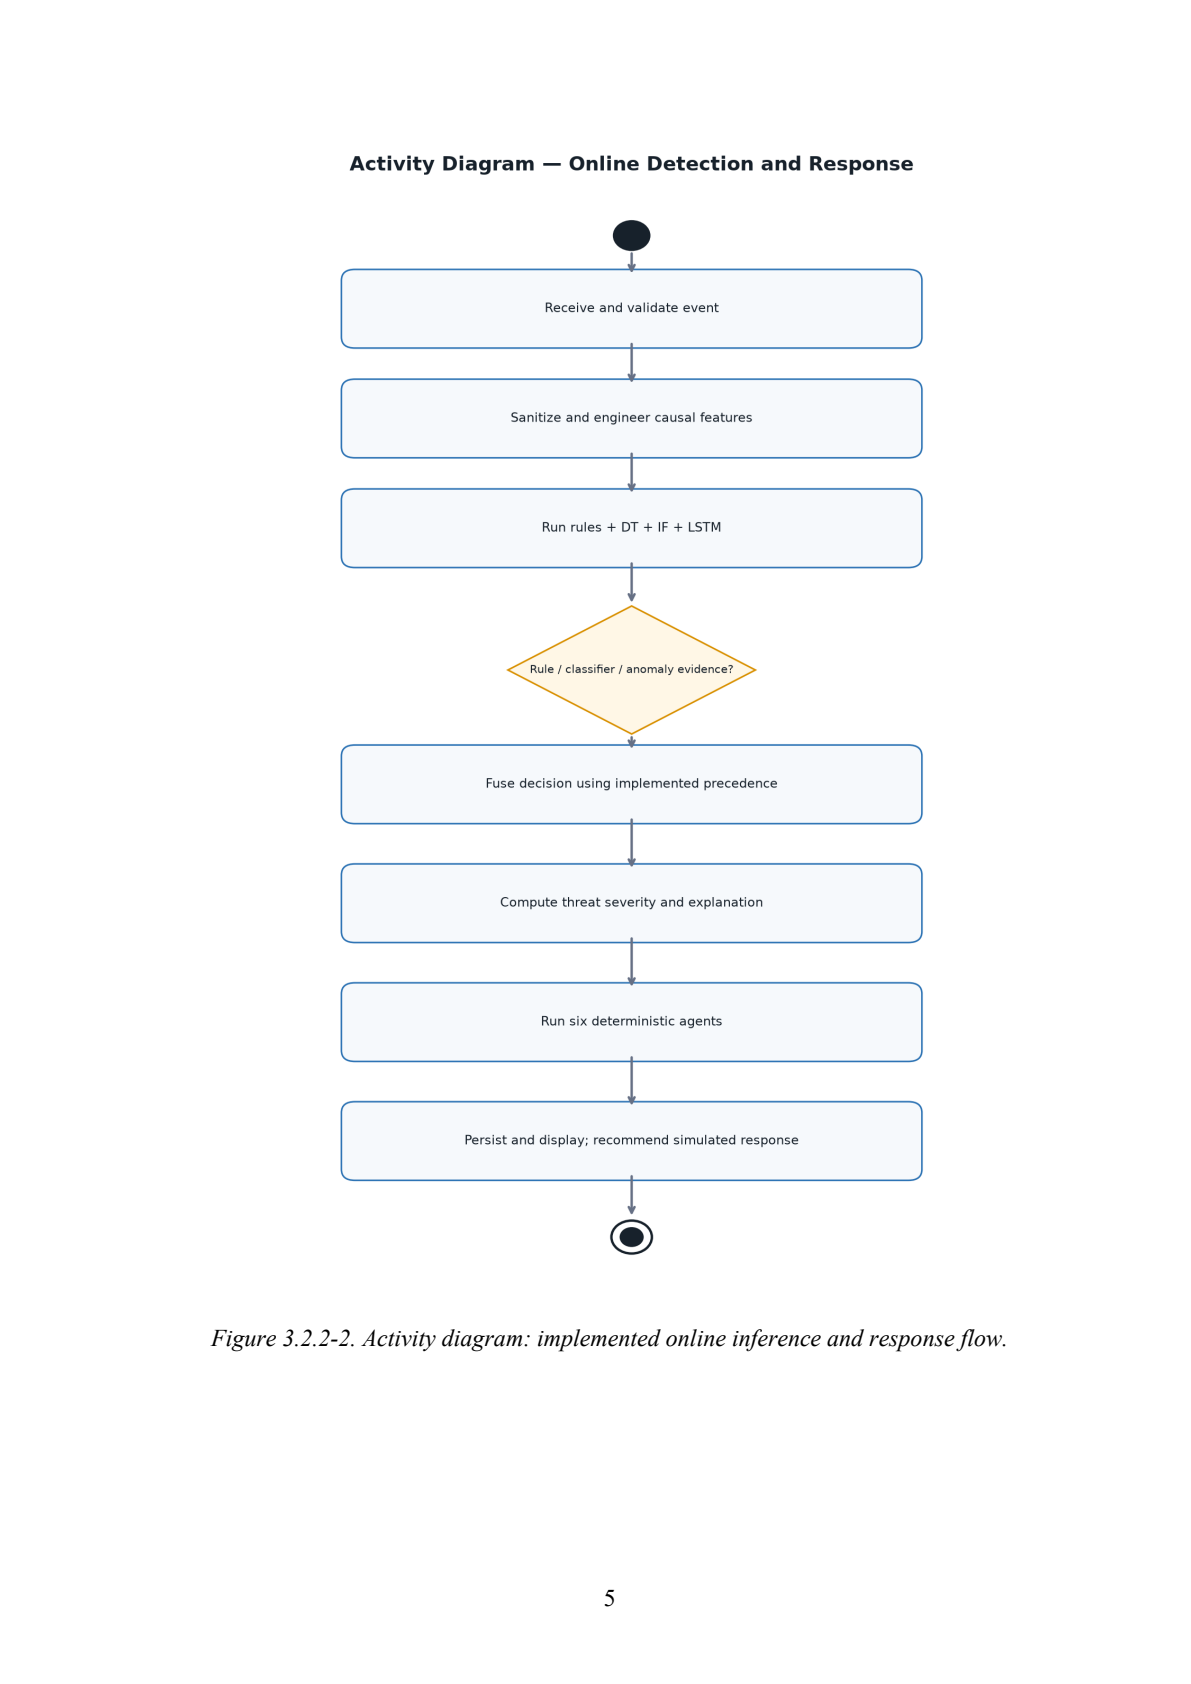 Activity Diagram — Online Detection and Response
Receive and validate event
Sanitize and engineer causal features
Run rules + DT + IF + LSTM
Rule / classifier / anomaly evidence?
Fuse decision using implemented precedence
Compute threat severity and explanation
Run six deterministic agents
Persist and display; recommend simulated response
Figure 3.2.2-2. Activity diagram: implemented online inference and response flow.
5